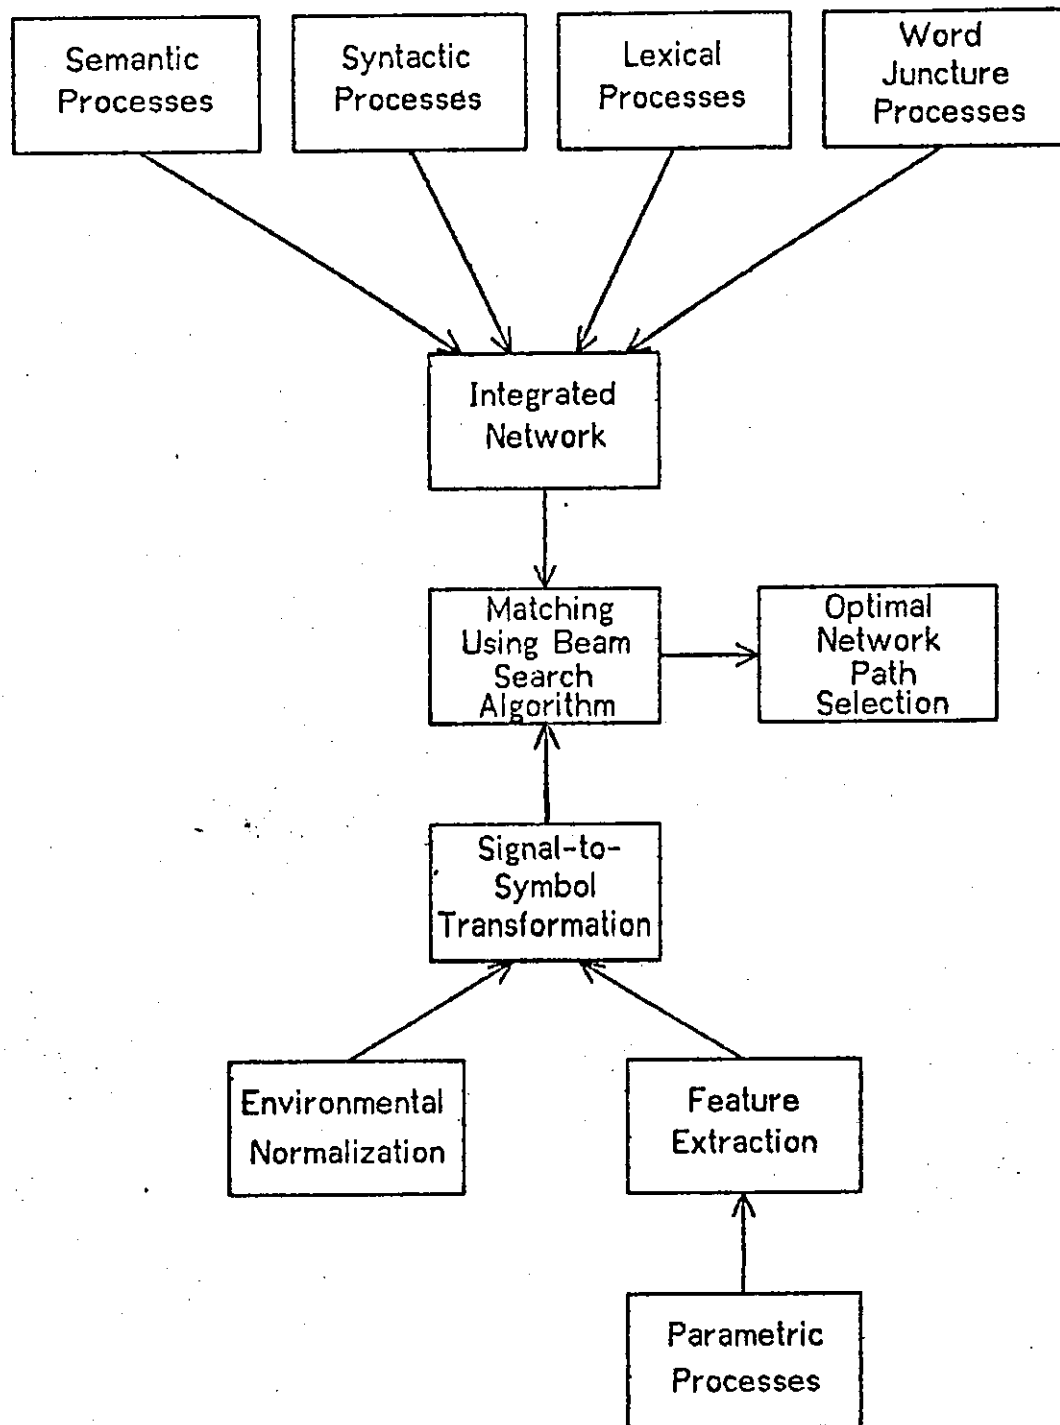 Semantic
Processes
Syntactic
Processes
Lexical
Processes
Word
Juncture
Processes
Integrated
Network
Matching
Using Beam
Search
Algorithm
Optimal
Network
Path
Selection
Signal-to-
Symbol
Transformation
Environmental
Normalization
Feature
Extraction
Parametric
Processes